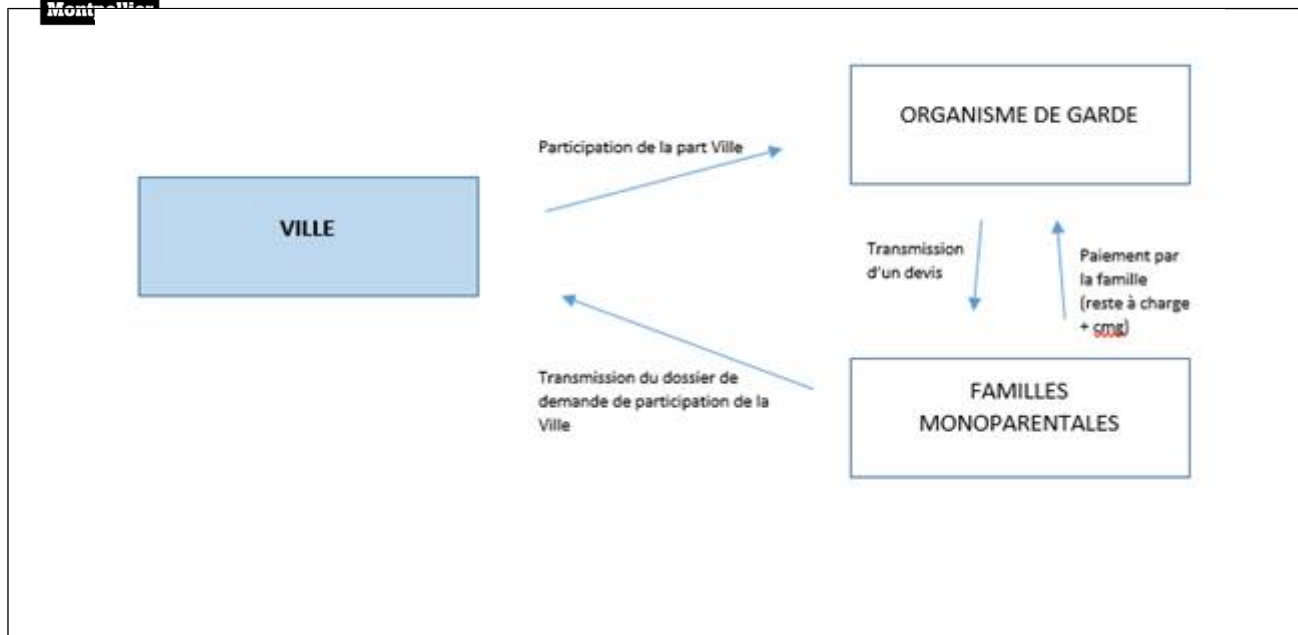 Montpellier
ORGANISME DE GARDE
Participation de la part Ville
VILLE
Transmission
d'un devis
Paiement par
la famille
(reste à charge
+ cmg)
Transmission du dossier de
demande de participation de la
Ville
FAMILLES
MONOPARENTALES